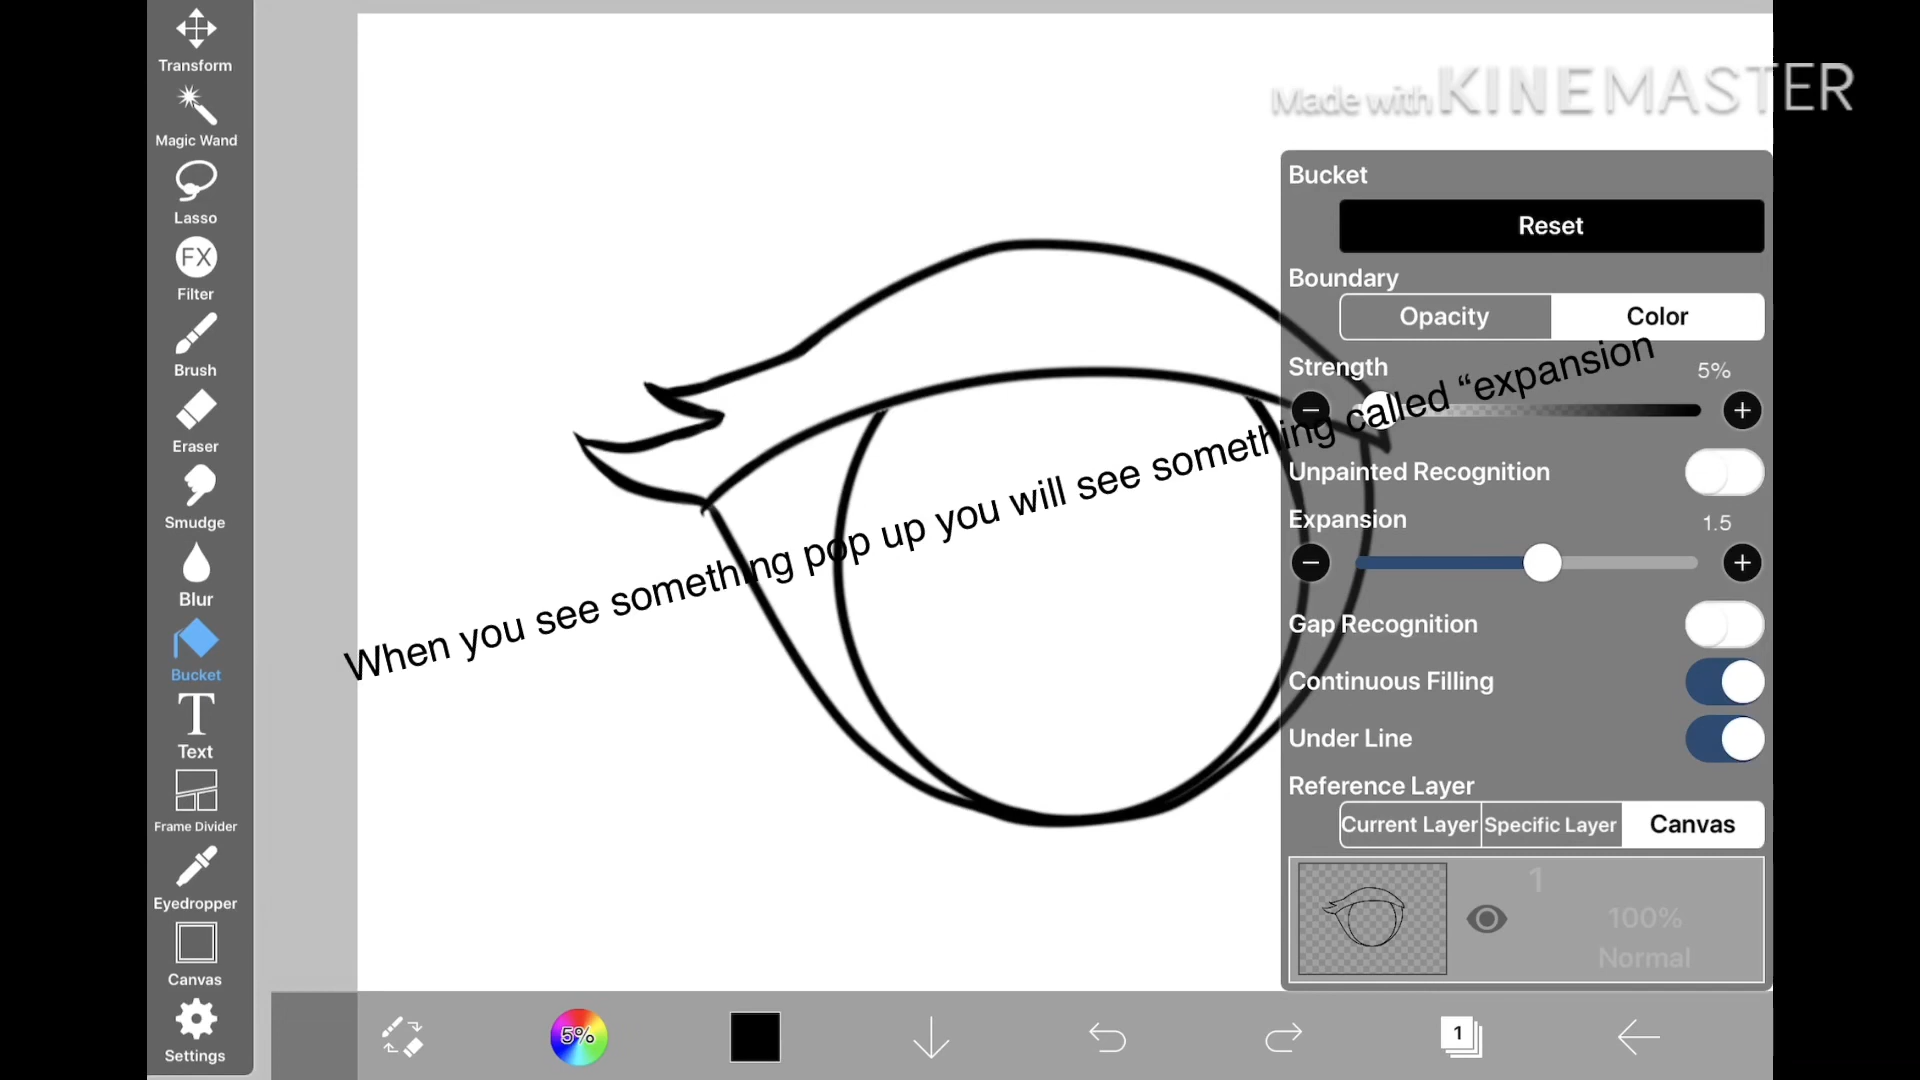 Transform
Magic Wand
Lasso
FX
Filter
Brush
Eraser
Smudge
Blur
Bucket
T
Text
Frame Divider
Eyedropper
Canvas
Settings
Made with KINEMASTER
Bucket
Reset
Boundary
Opacity Color
Strength 5%
Unpainted Recognition
Expansion 1.5
Gap Recognition
Continuous Filling
Under Line
Reference Layer
Current Layer Specific Layer Canvas
1
100%
Normal
When you see something pop up you will see something called “expansion
5%
1